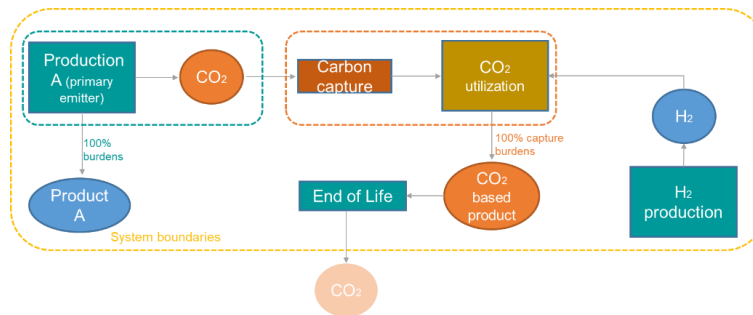 Production
A (primary
emitter)
CO₂
Carbon
capture
CO₂
utilization
H₂
100%
burdens
100% capture
burdens
Product
A
End of Life
CO₂
based
product
H₂
production
System boundaries
CO₂